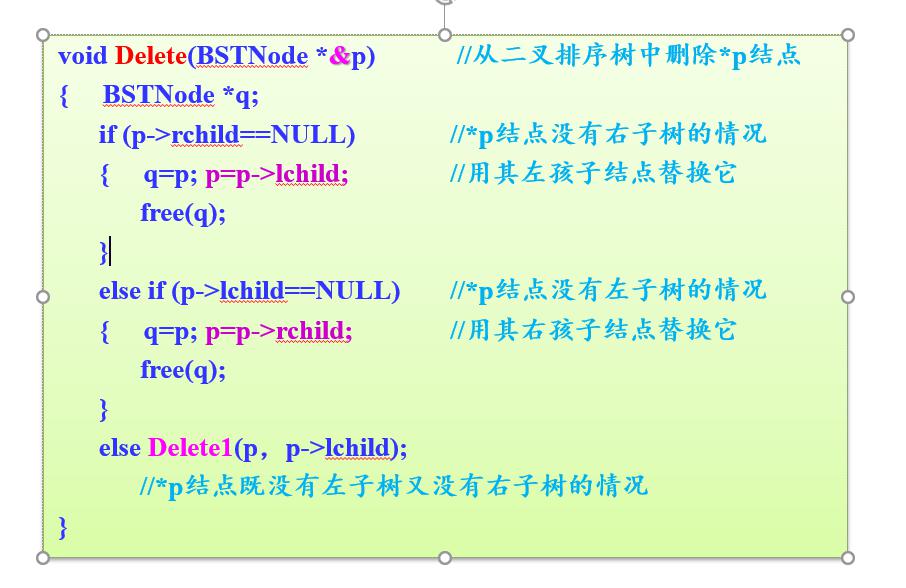 void Delete(BSTNode *&p) //从二叉排序树中删除*p结点
{ BSTNode *q;
if (p->rchild==NULL) //*p结点没有右子树的情况
{ q=p; p=p->lchild; //用其左孩子结点替换它
free(q);
}
else if (p->lchild==NULL) //*p结点没有左子树的情况
{ q=p; p=p->rchild; //用其右孩子结点替换它
free(q);
}
else Delete1(p，p->lchild);
//*p结点既没有左子树又没有右子树的情况
}